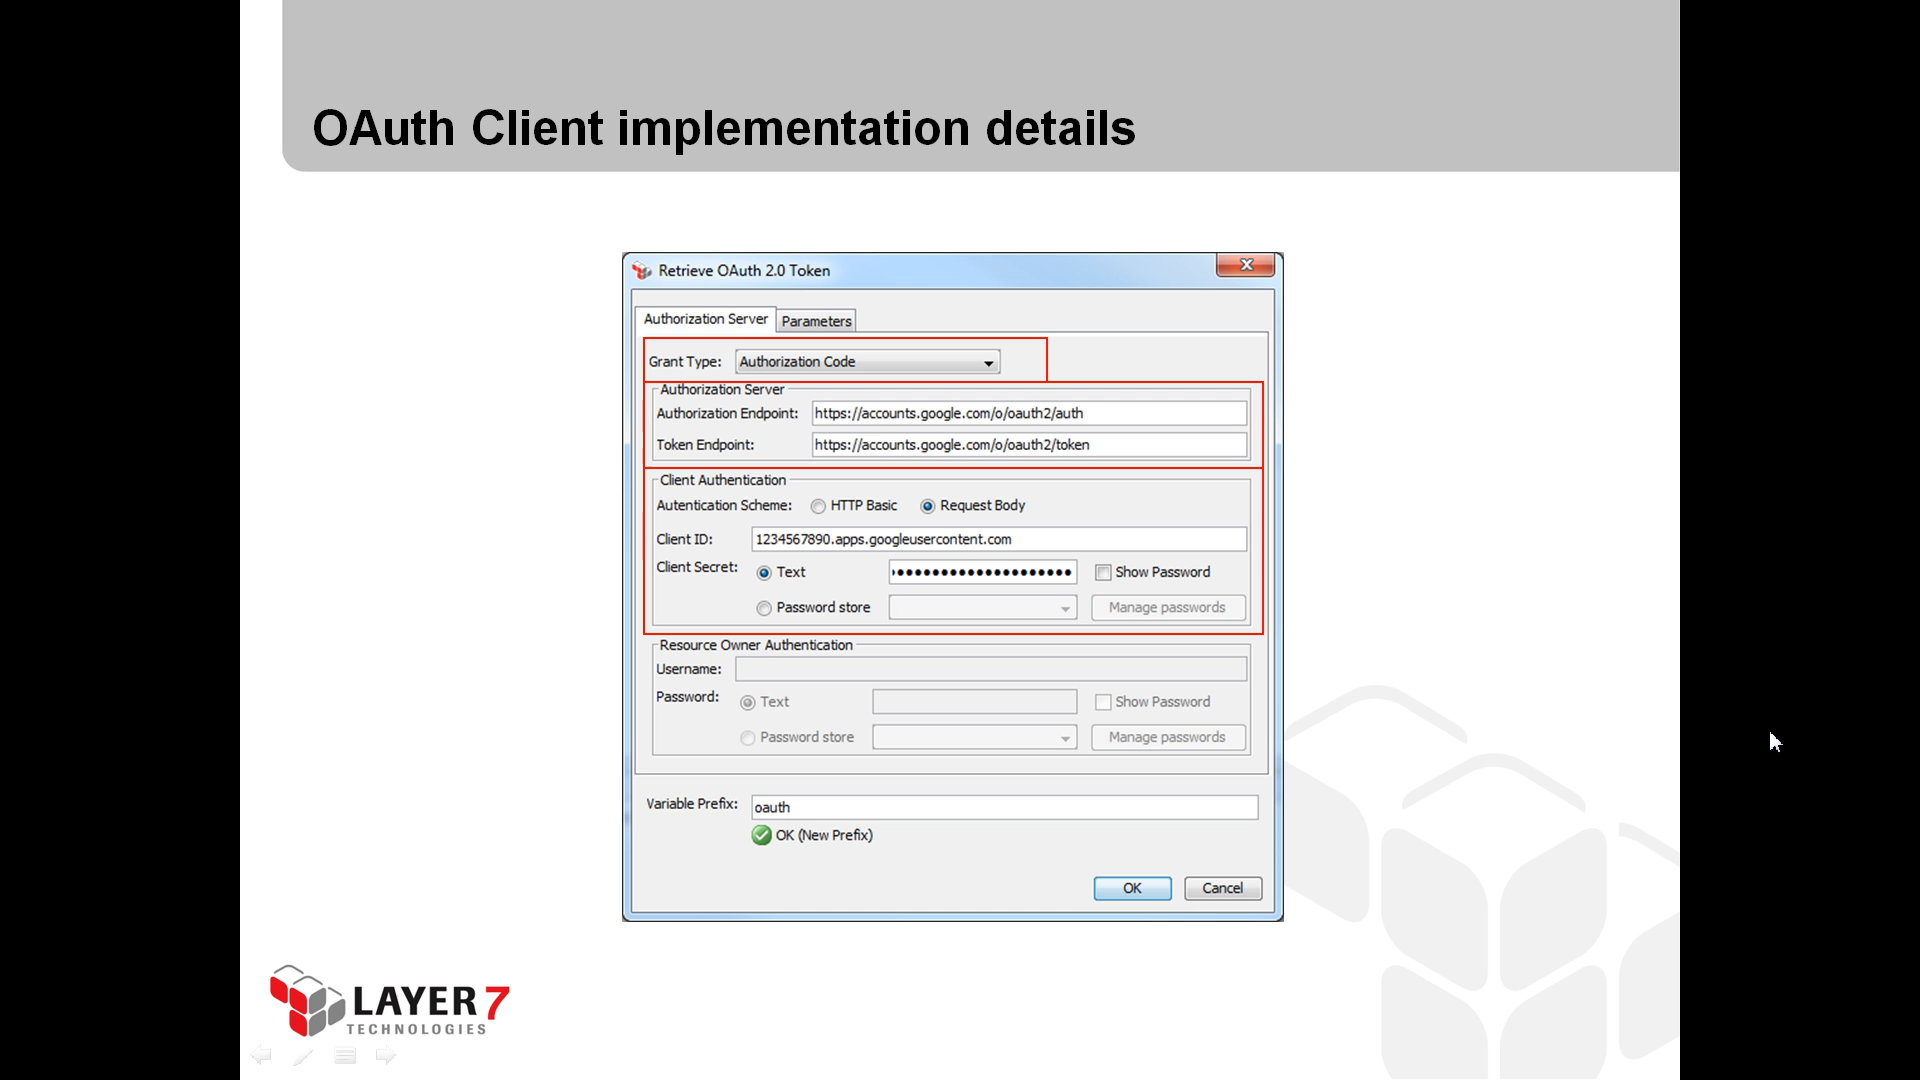 OAuth Client implementation details
Retrieve OAuth 2.0 Token
Authorization Server Parameters
Grant Type: Authorization Code
Authorization Server
Authorization Endpoint: https://accounts.google.com/o/oauth2/auth
Token Endpoint: https://accounts.google.com/o/oauth2/token
Client Authentication
Autentication Scheme: HTTP Basic Request Body
Client ID: 1234567890.apps.googleusercontent.com
Client Secret: Text Show Password
Password store Manage passwords
Resource Owner Authentication
Username:
Password: Text Show Password
Password store Manage passwords
Variable Prefix: oauth
OK (New Prefix)
OK Cancel
LAYER 7
TECHNOLOGIES